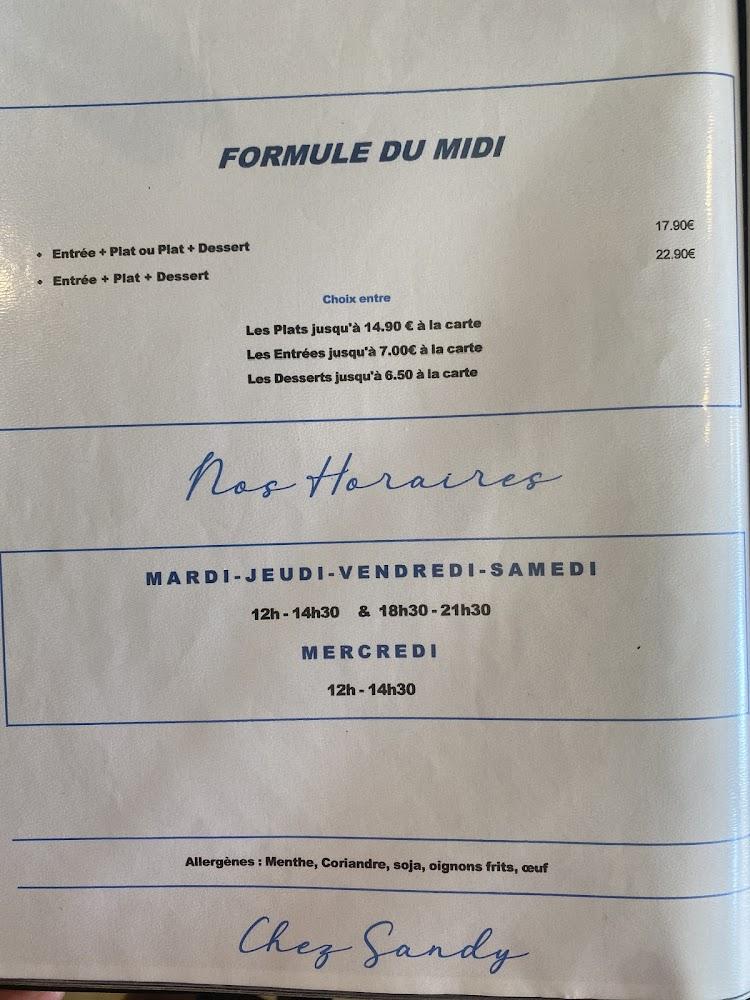 FORMULE DU MIDI
• Entrée + Plat ou Plat + Dessert 17.90€
• Entrée + Plat + Dessert 22.90€
Choix entre
Les Plats jusqu'à 14.90 € à la carte
Les Entrées jusqu'à 7.00€ à la carte
Les Desserts jusqu'à 6.50 à la carte
Nos Horaires
MARDI-JEUDI-VENDREDI-SAMEDI
12h - 14h30 & 18h30 - 21h30
MERCREDI
12h - 14h30
Allergènes : Menthe, Coriandre, soja, oignons frits, œuf
Chez Sandy